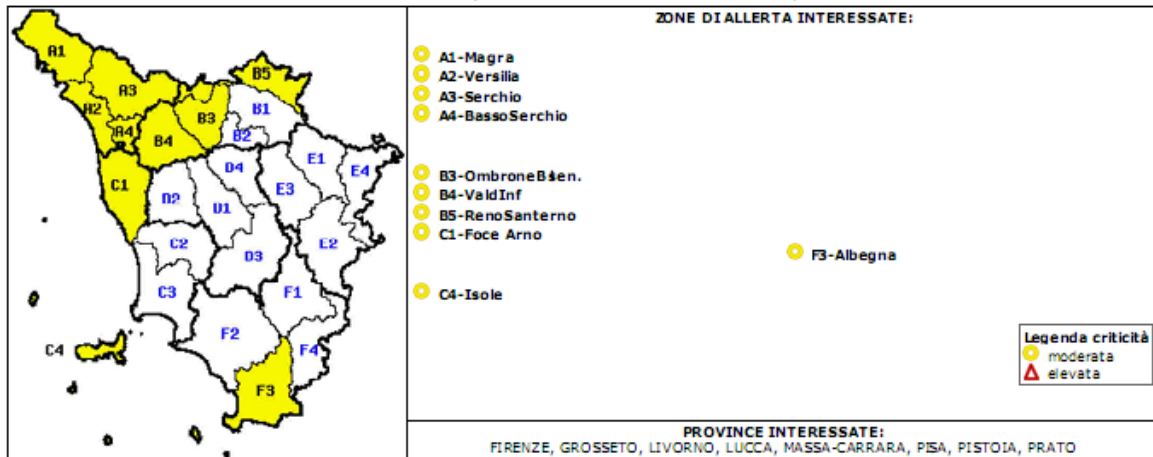 A1
A3
A2
A4
B5
B1
B3
B2
B4
C1
D4
E1
E4
E3
D2
D1
C2
D3
E2
C3
F1
F2
C4
F4
F3
ZONE DI ALLERTA INTERESSATE:
A1-Magra
A2-Versilia
A3-Serchio
A4-BassoSerchio
B3-OmbroneBisen.
B4-ValdInf
B5-RenoSanterno
C1-Foce Arno
C4-Isole
F3-Albegna
Legenda criticità
moderata
elevata
PROVINCE INTERESSATE:
FIRENZE, GROSSETO, LIVORNO, LUCCA, MASSA-CARRARA, PISA, PISTOIA, PRATO